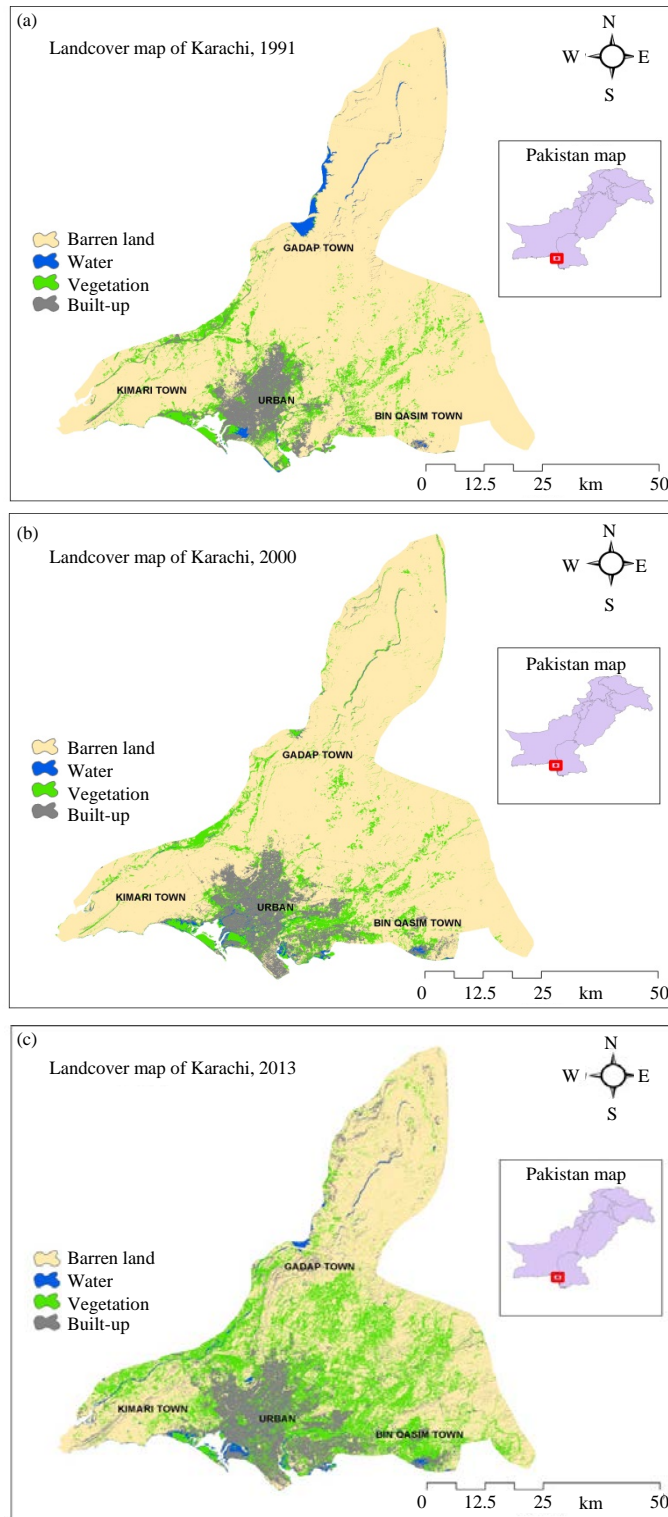 (a)
Landcover map of Karachi, 1991
N
W
E
S
Pakistan map
Barren land
Water
Vegetation
Built-up
GADAP TOWN
KIMARI TOWN
URBAN
BIN QASIM TOWN
0 12.5 25 km 50
(b)
Landcover map of Karachi, 2000
N
W
E
S
Pakistan map
Barren land
Water
Vegetation
Built-up
GADAP TOWN
KIMARI TOWN
URBAN
BIN QASIM TOWN
0 12.5 25 km 50
(c)
Landcover map of Karachi, 2013
N
W
E
S
Pakistan map
Barren land
Water
Vegetation
Built-up
GADAP TOWN
KIMARI TOWN
URBAN
BIN QASIM TOWN
0 12.5 25 km 50